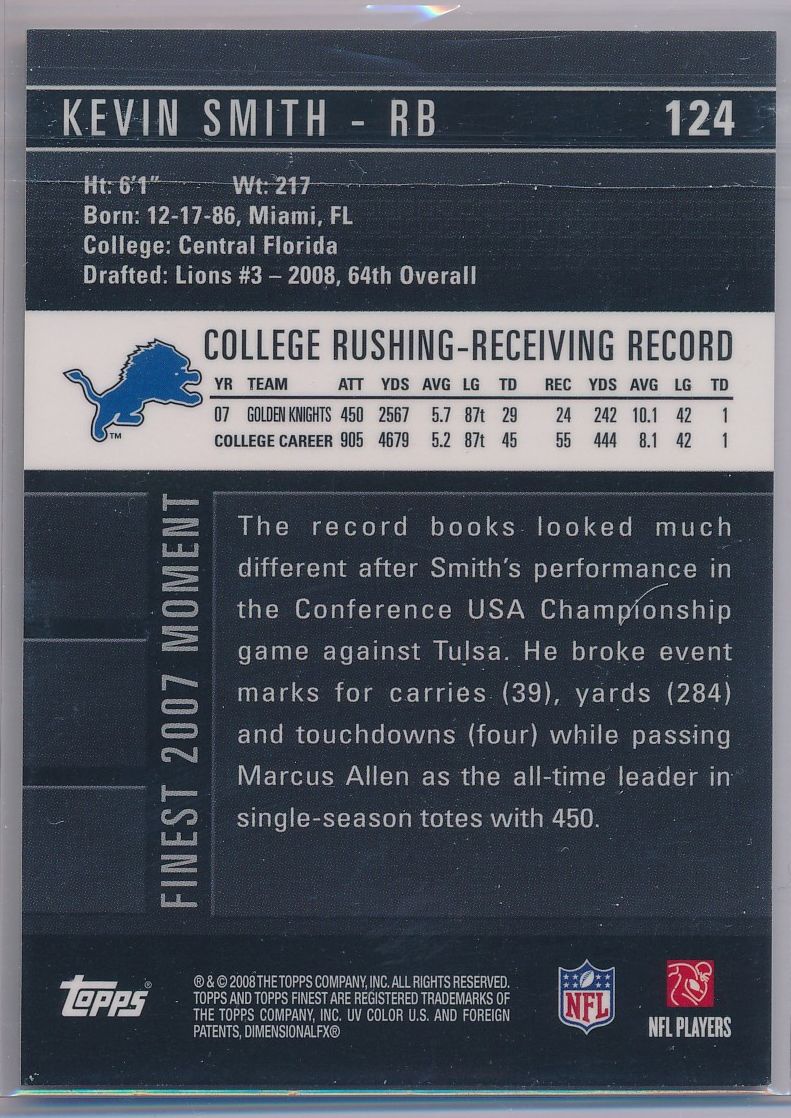 KEVIN SMITH - RB 124
Ht: 6'1" Wt: 217
Born: 12-17-86, Miami, FL
College: Central Florida
Drafted: Lions #3 – 2008, 64th Overall
COLLEGE RUSHING-RECEIVING RECORD
YR TEAM ATT YDS AVG LG TD REC YDS AVG LG TD
07 GOLDEN KNIGHTS 450 2567 5.7 87t 29 24 242 10.1 42 1
COLLEGE CAREER 905 4679 5.2 87t 45 55 444 8.1 42 1
TM
FINEST 2007 MOMENT
The record books looked much
different after Smith's performance in
the Conference USA Championship
game against Tulsa. He broke event
marks for carries (39), yards (284)
and touchdowns (four) while passing
Marcus Allen as the all-time leader in
single-season totes with 450.
Topps®
® & © 2008 THE TOPPS COMPANY, INC. ALL RIGHTS RESERVED.
TOPPS AND TOPPS FINEST ARE REGISTERED TRADEMARKS OF
THE TOPPS COMPANY, INC. UV COLOR U.S. AND FOREIGN
PATENTS, DIMENSIONALFX®
NFL
NFL PLAYERS